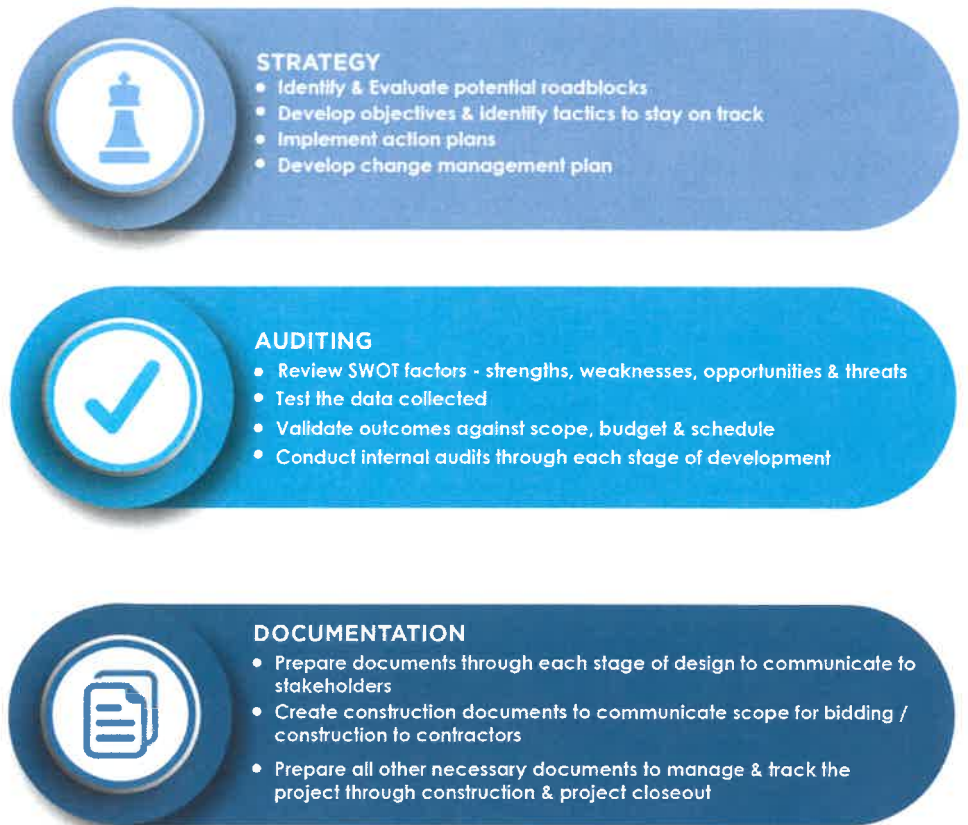 STRATEGY
• Identify & Evaluate potential roadblocks
• Develop objectives & identify tactics to stay on track
• Implement action plans
• Develop change management plan
AUDITING
• Review SWOT factors - strengths, weaknesses, opportunities & threats
• Test the data collected
• Validate outcomes against scope, budget & schedule
• Conduct internal audits through each stage of development
DOCUMENTATION
• Prepare documents through each stage of design to communicate to
stakeholders
• Create construction documents to communicate scope for bidding /
construction to contractors
• Prepare all other necessary documents to manage & track the
project through construction & project closeout